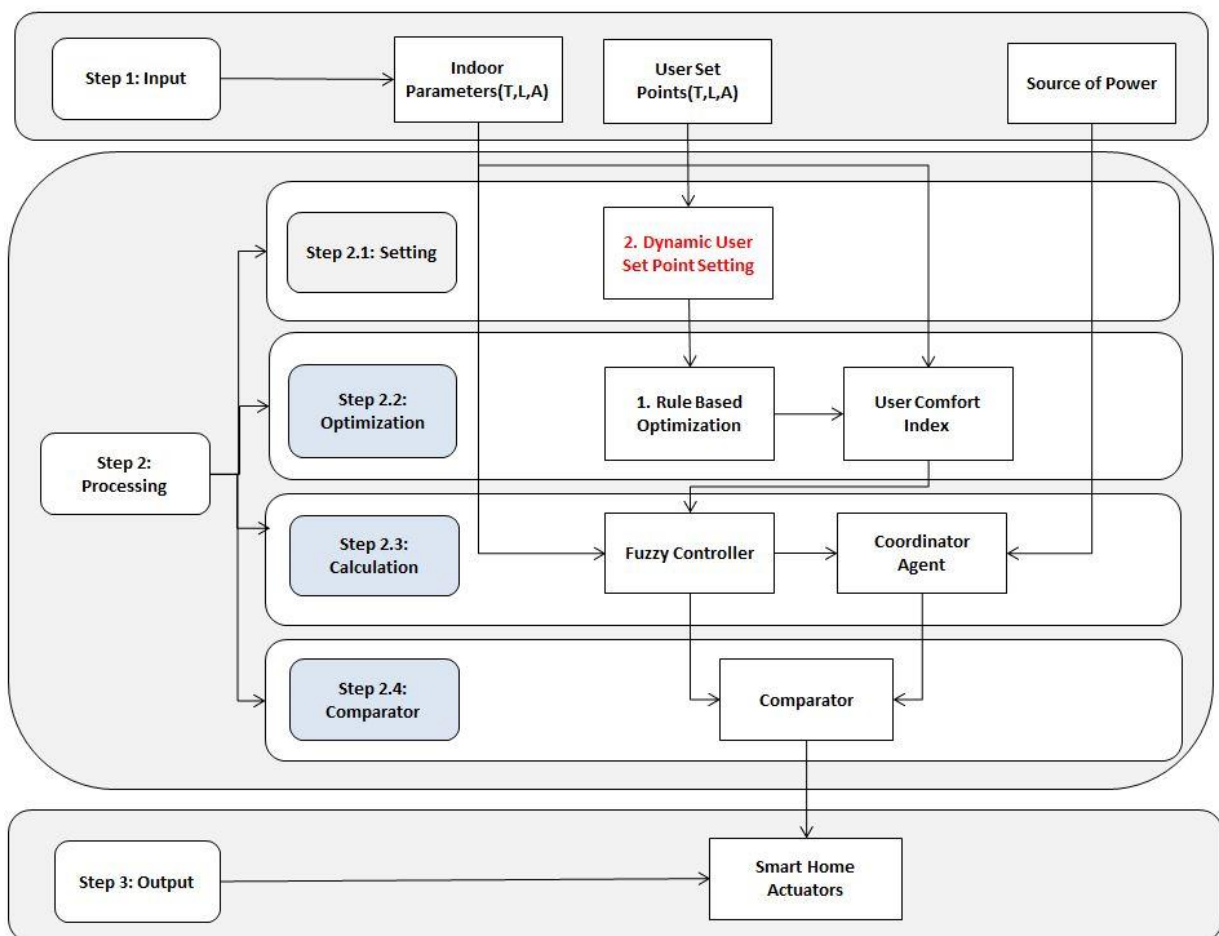 Step 1: Input
Indoor
Parameters(T,L,A)
User Set
Points(T,L,A)
Source of Power
Step 2.1: Setting
2. Dynamic User
Set Point Setting
Step 2.2:
Optimization
1. Rule Based
Optimization
User Comfort
Index
Step 2:
Processing
Step 2.3:
Calculation
Fuzzy Controller
Coordinator
Agent
Step 2.4:
Comparator
Comparator
Step 3: Output
Smart Home
Actuators